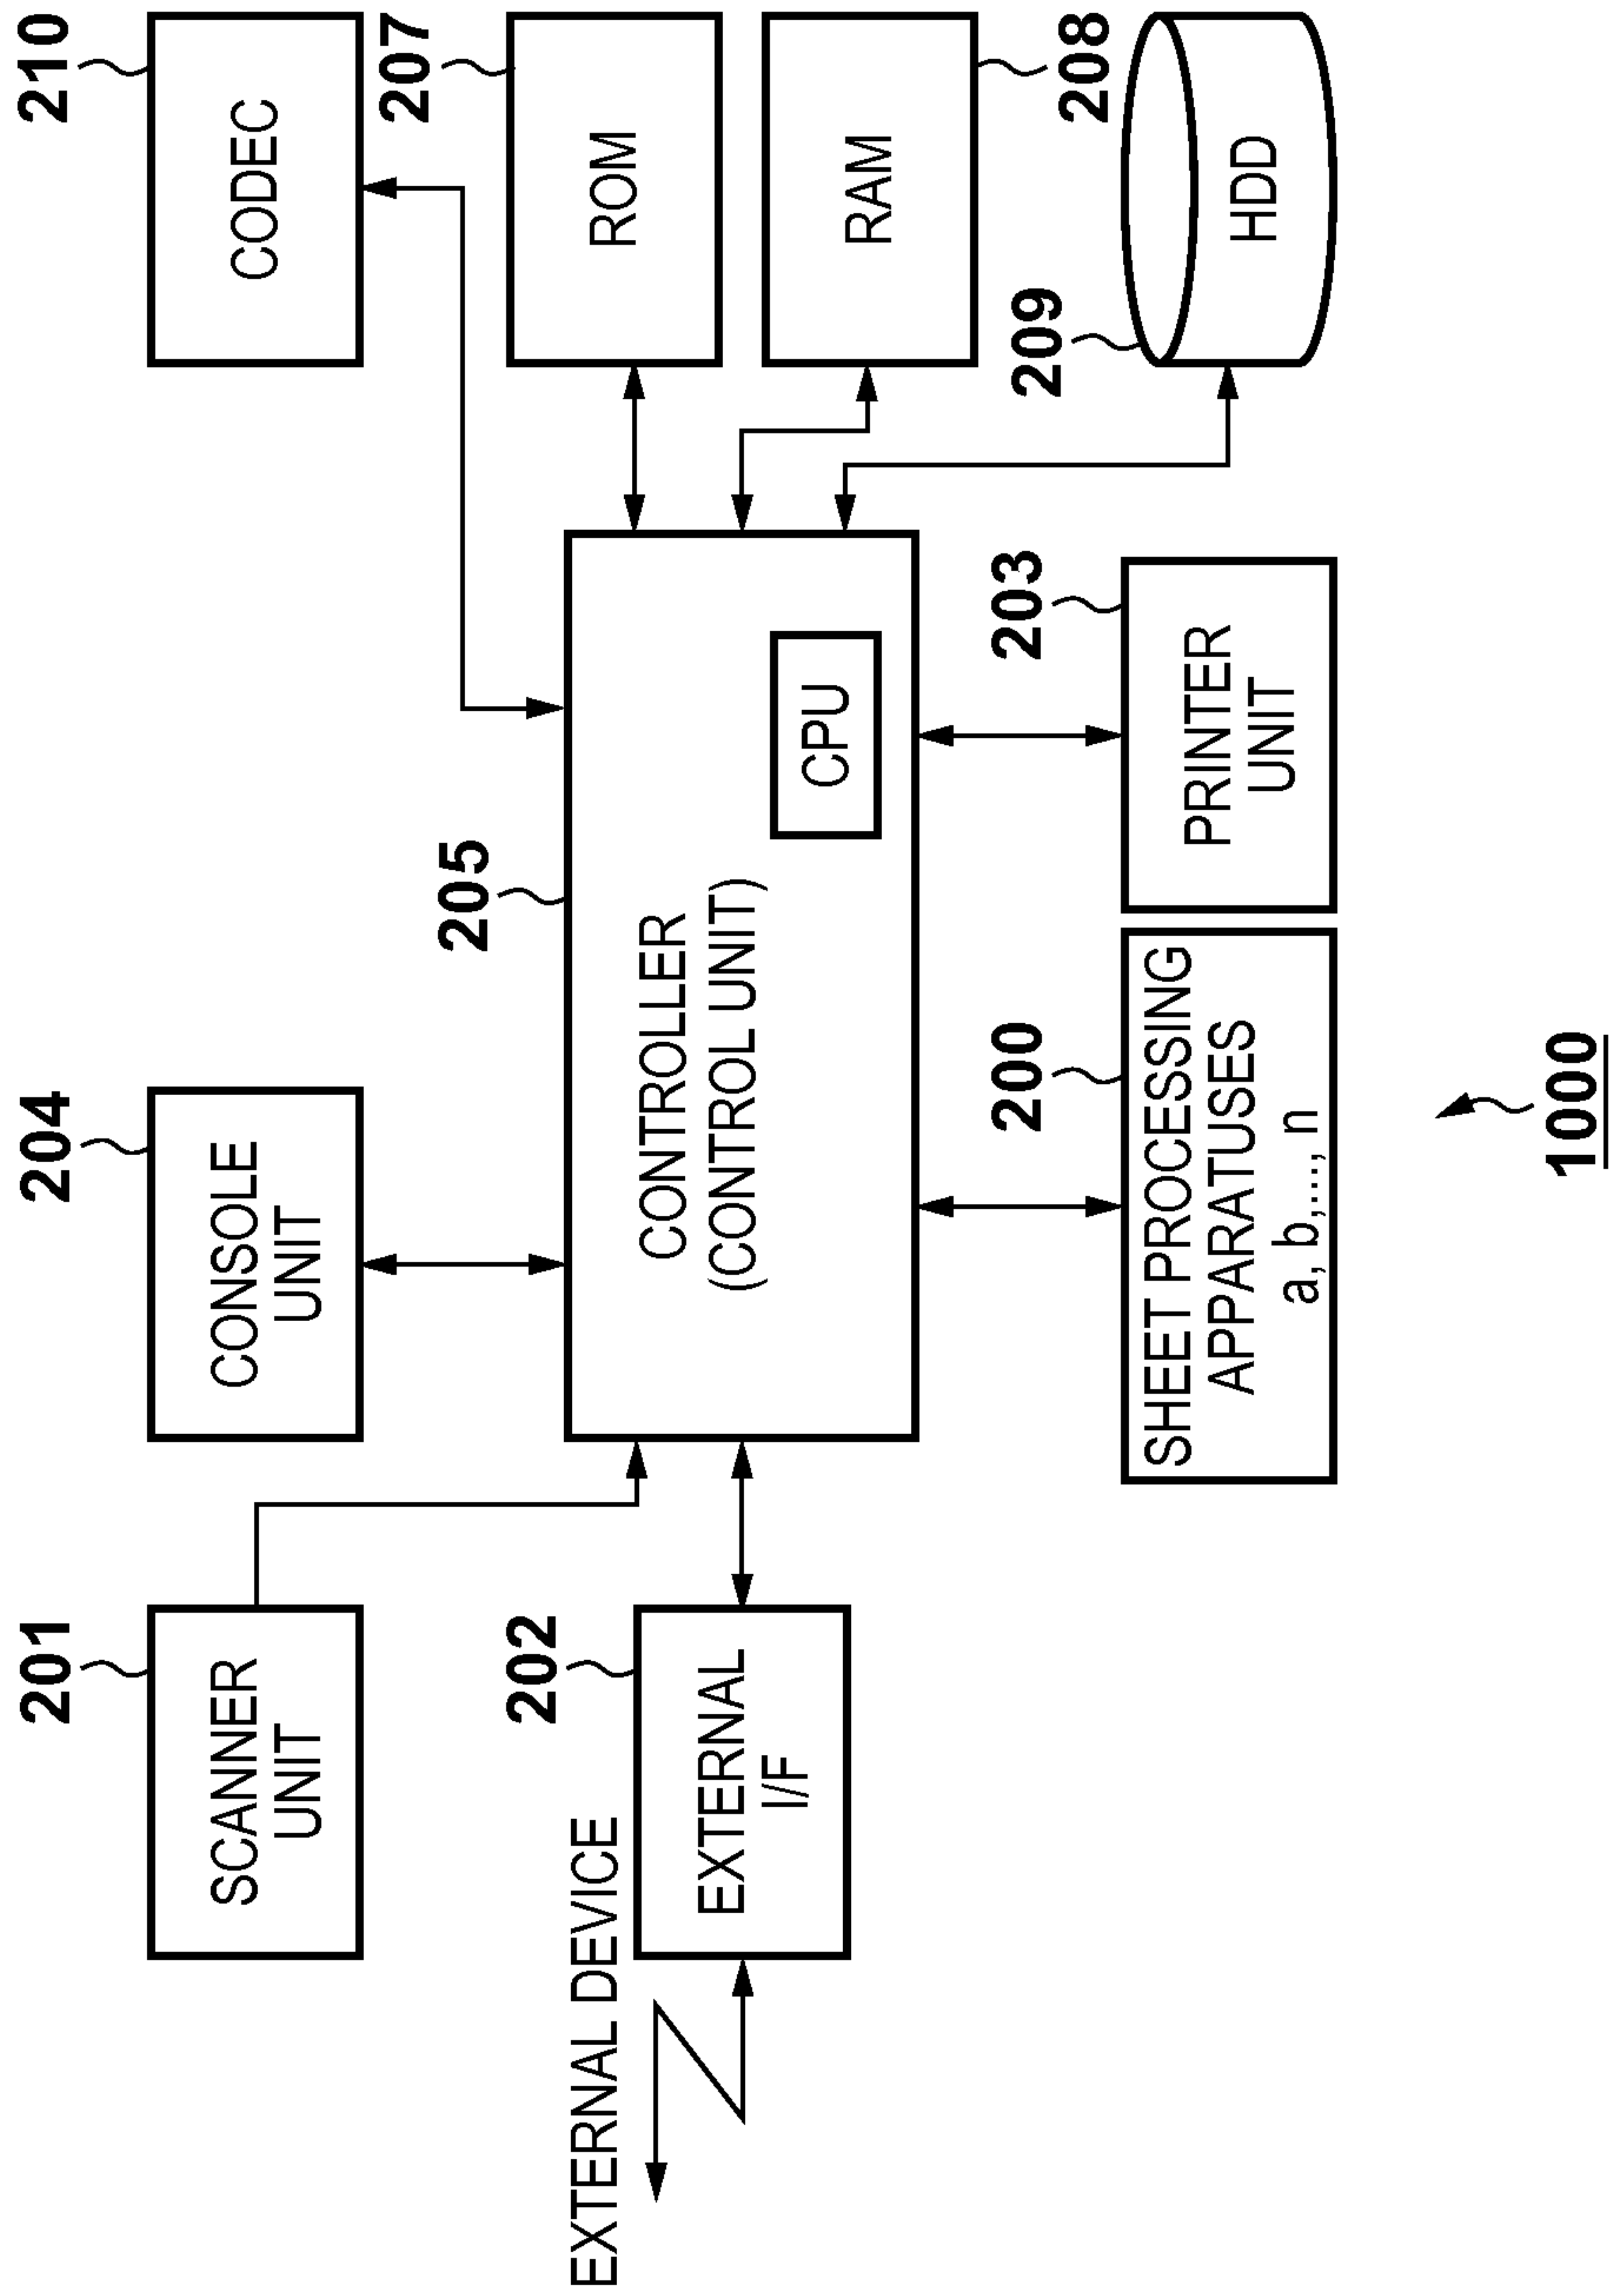 201
SCANNER
UNIT
204
CONSOLE
UNIT
210
CODEC
EXTERNAL DEVICE
202
EXTERNAL
I/F
205
CONTROLLER
(CONTROL UNIT)
CPU
207
ROM
RAM
208
209
HDD
200
SHEET PROCESSING
APPARATUSES
a, b,..., n
203
PRINTER
UNIT
1000